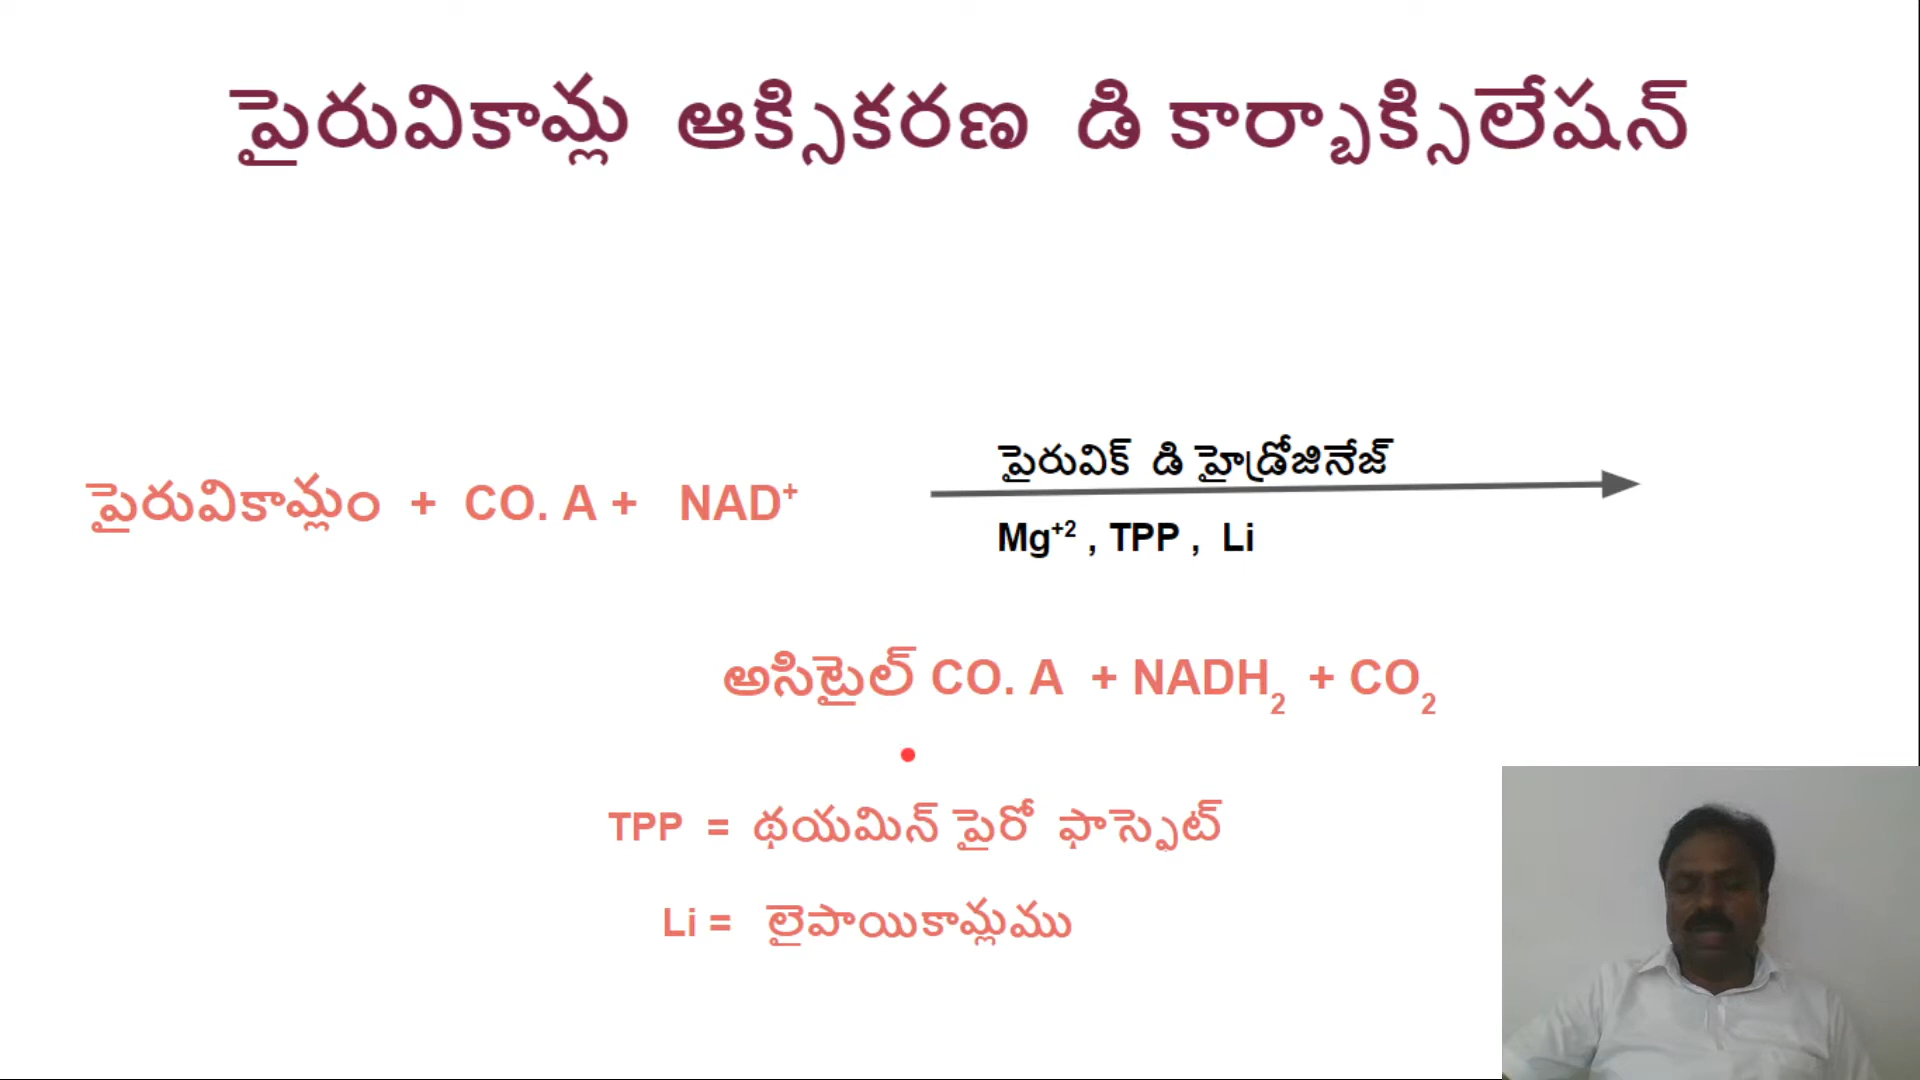 పైరువికామ్ల ఆక్సికరణ డి కార్బాక్సిలేషన్
పైరువిక్ డి హైడ్రోజినేజ్
పైరువికామ్లం + CO. A + NAD⁺
Mg⁺² , TPP , Li
అసిటైల్ CO. A + NADH₂ + CO₂
TPP = థయమిన్ పైరో ఫాస్పెట్
Li = లైపాయికామ్లము